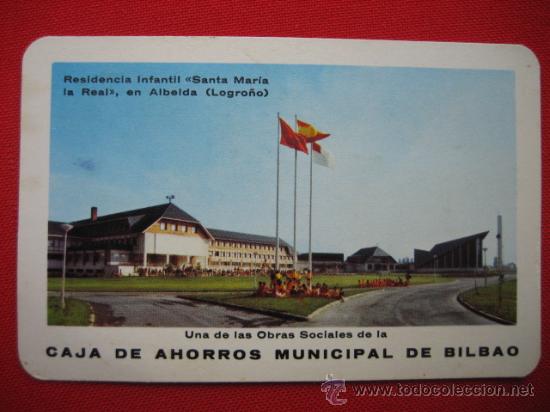 Residencia Infantil «Santa María
la Real», en Albelda (Logroño)
Una de las Obras Sociales de la
CAJA DE AHORROS MUNICIPAL DE BILBAO
todocoleccion
© www.todocoleccion.net